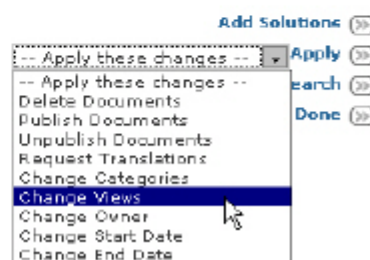 Add Solutions
-- Apply these changes -- Apply
-- Apply these changes -- earch
Delete Documents
Publish Documents Done
Unpublish Documents
Request Translations
Change Categories
Change Views
Change Owner
Change Start Date
Change End Date